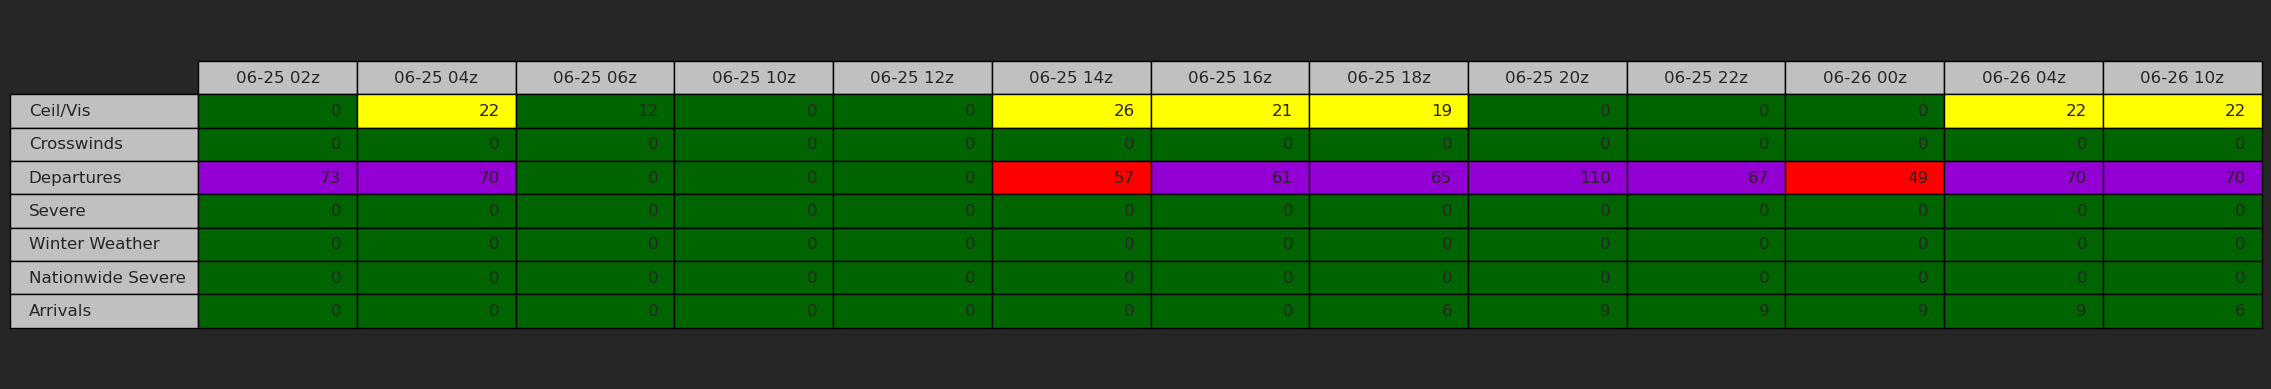 06-25 02z 06-25 04z 06-25 06z 06-25 10z 06-25 12z 06-25 14z 06-25 16z 06-25 18z 06-25 20z 06-25 22z 06-26 00z 06-26 04z 06-26 10z
Ceil/Vis 0 22 12 0 0 26 21 19 0 0 0 22 22
Crosswinds 0 0 0 0 0 0 0 0 0 0 0 0 0
Departures 73 70 0 0 0 57 61 65 110 67 49 70 70
Severe 0 0 0 0 0 0 0 0 0 0 0 0 0
Winter Weather 0 0 0 0 0 0 0 0 0 0 0 0 0
Nationwide Severe 0 0 0 0 0 0 0 0 0 0 0 0 0
Arrivals 0 0 0 0 0 0 0 6 9 9 9 9 6